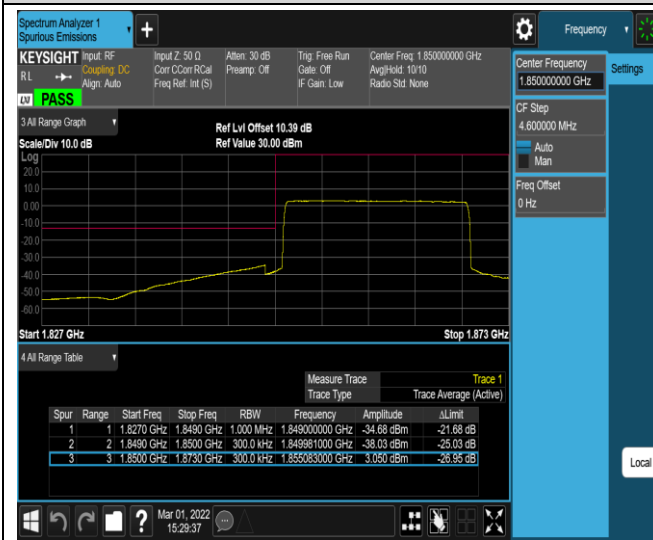 Spectrum Analyzer 1
Spurious Emissions
Frequency
KEYSIGHT
RL
LXI
PASS
Input: RF
Coupling: DC
Align: Auto
Input Z: 50 Ω
Corr CCorr RCal
Freq Ref: Int (S)
Atten: 30 dB
Preamp: Off
Trig: Free Run
Gate: Off
IF Gain: Low
Center Freq: 1.850000000 GHz
Avg|Hold: 10/10
Radio Std: None
Center Frequency
1.850000000 GHz
Settings
CF Step
4.600000 MHz
Auto
Man
Freq Offset
0 Hz
Local
3 All Range Graph
Scale/Div 10.0 dB
Ref Lvl Offset 10.39 dB
Ref Value 30.00 dBm
Log
20.0
10.0
0.00
-10.0
-20.0
-30.0
-40.0
-50.0
-60.0
Start 1.827 GHz
Stop 1.873 GHz
4 All Range Table
Measure Trace Trace 1
Trace Type Trace Average (Active)
Spur Range Start Freq Stop Freq RBW Frequency Amplitude ΔLimit
1 1 1.8270 GHz 1.8490 GHz 1.000 MHz 1.849000000 GHz -34.68 dBm -21.68 dB
2 2 1.8490 GHz 1.8500 GHz 300.0 kHz 1.849981000 GHz -38.03 dBm -25.03 dB
3 3 1.8500 GHz 1.8730 GHz 300.0 kHz 1.855083000 GHz 3.050 dBm -26.95 dB
?
Mar 01, 2022
15:29:37